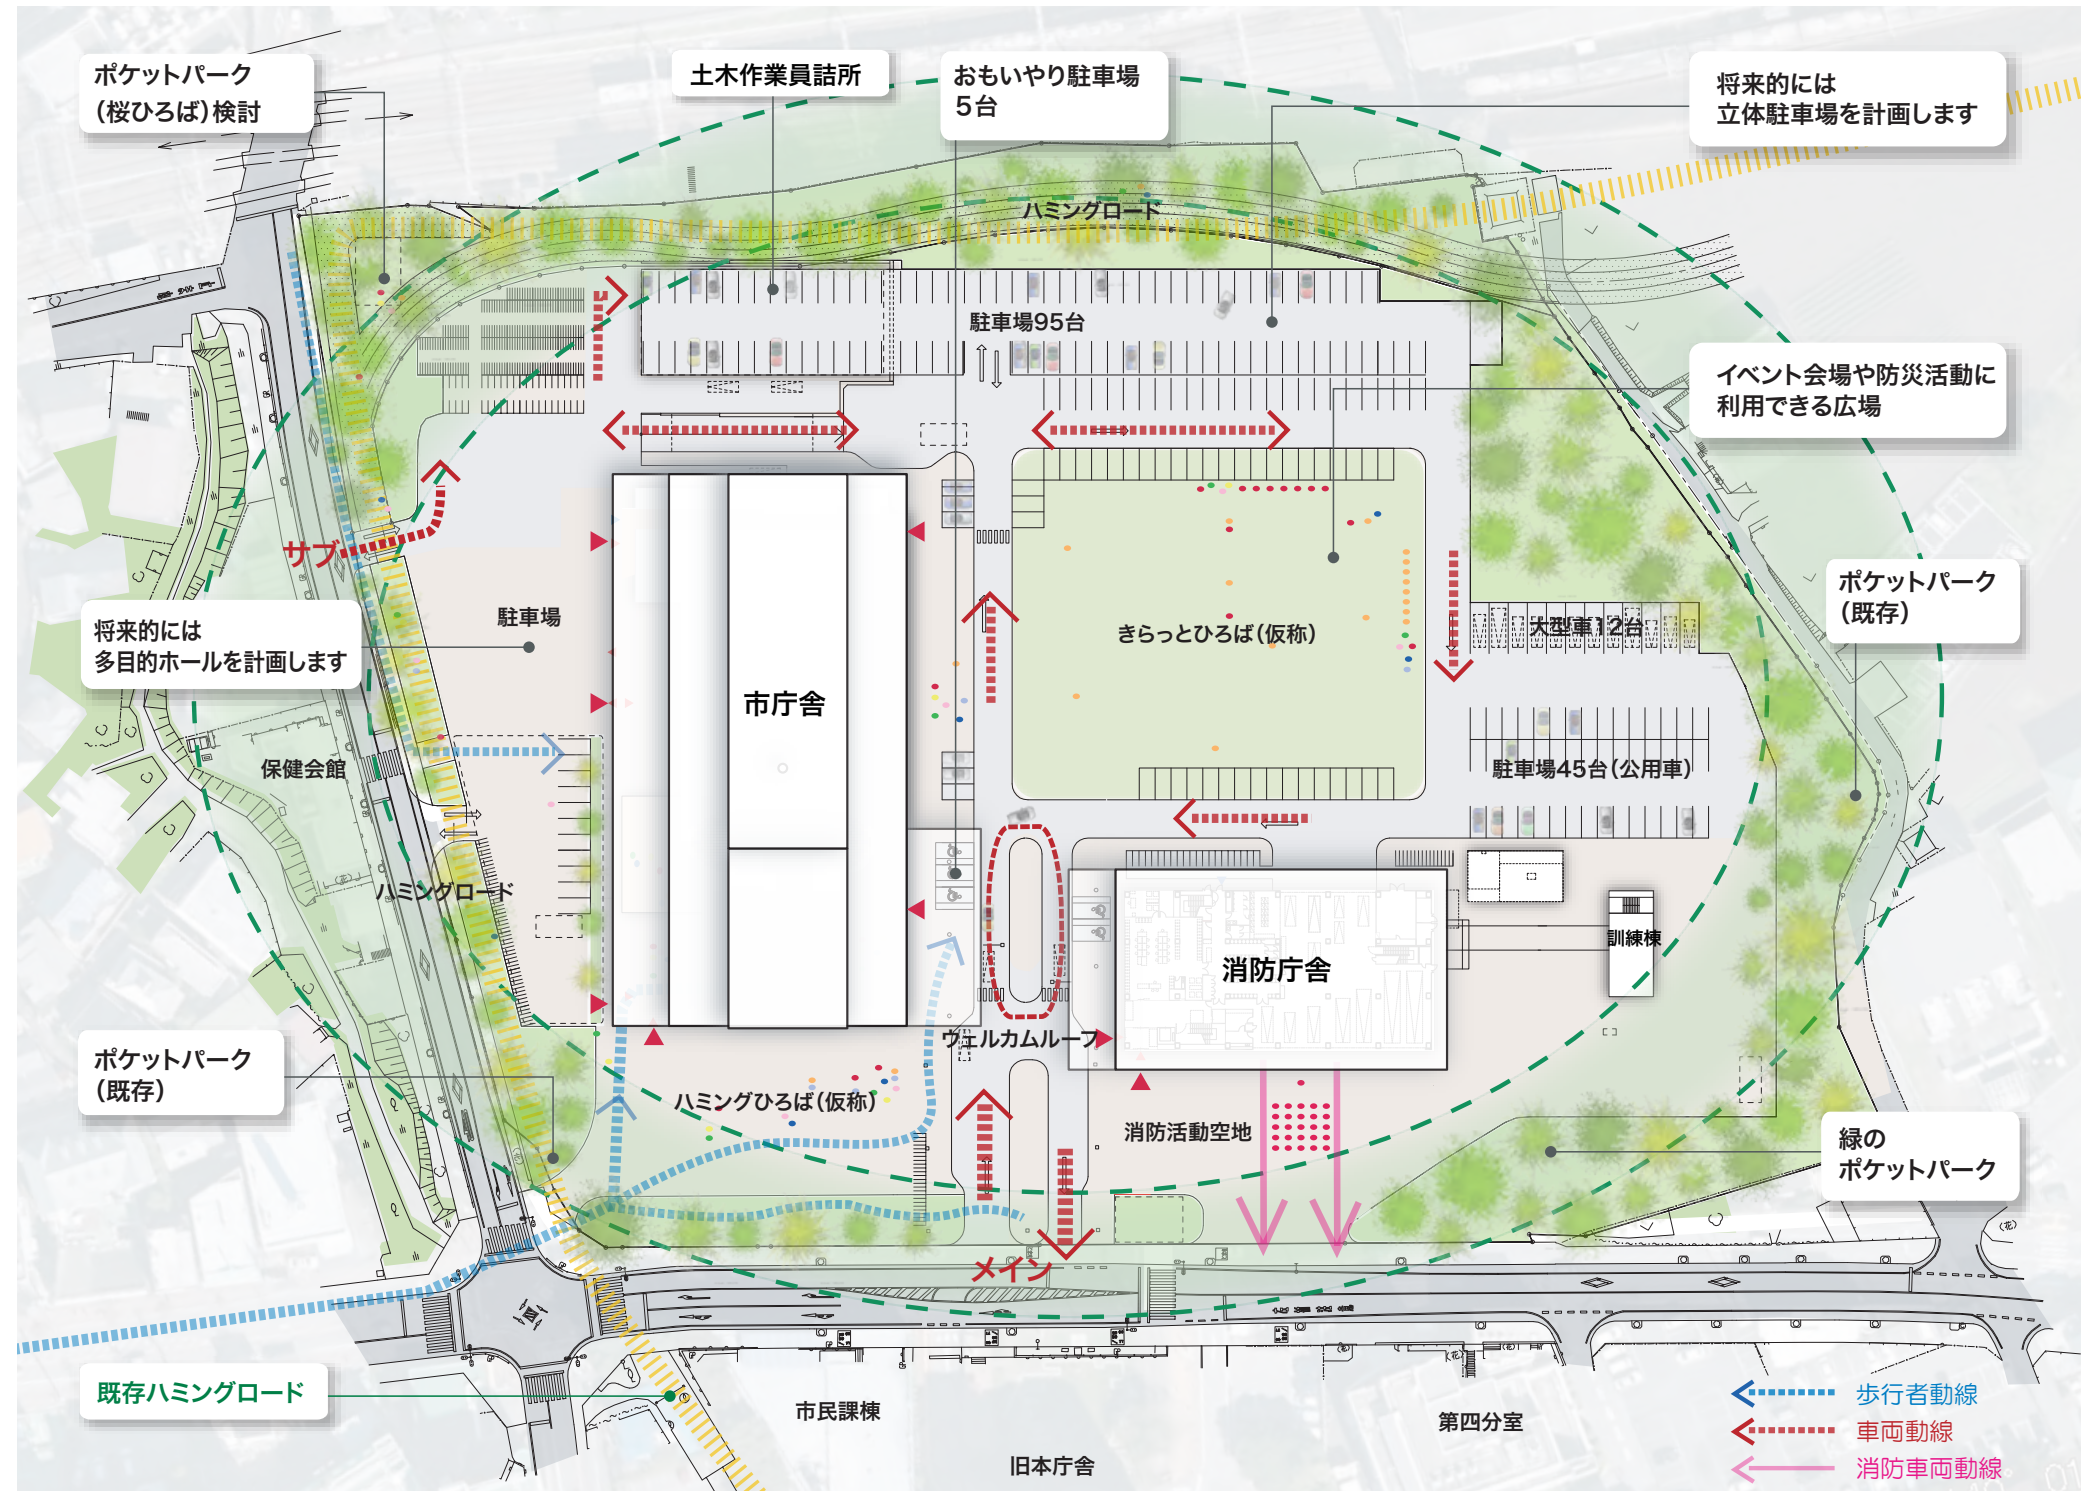 ポケットパーク
（桜ひろば）検討
土木作業員詰所
おもいやり駐車場
5台
将来的には
立体駐車場を計画します
ハミングロード
駐車場95台
イベント会場や防災活動に
利用できる広場
サブ
ポケットパーク
（既存）
将来的には
多目的ホールを計画します
駐車場
きらっとひろば（仮称）
大型車12台
市庁舎
保健会館
駐車場45台（公用車）
ハミングロード
訓練棟
消防庁舎
ウェルカムループ
ポケットパーク
（既存）
ハミングひろば（仮称）
消防活動空地
緑の
ポケットパーク
メイン
既存ハミングロード
市民課棟
第四分室
旧本庁舎
歩行者動線
車両動線
消防車両動線